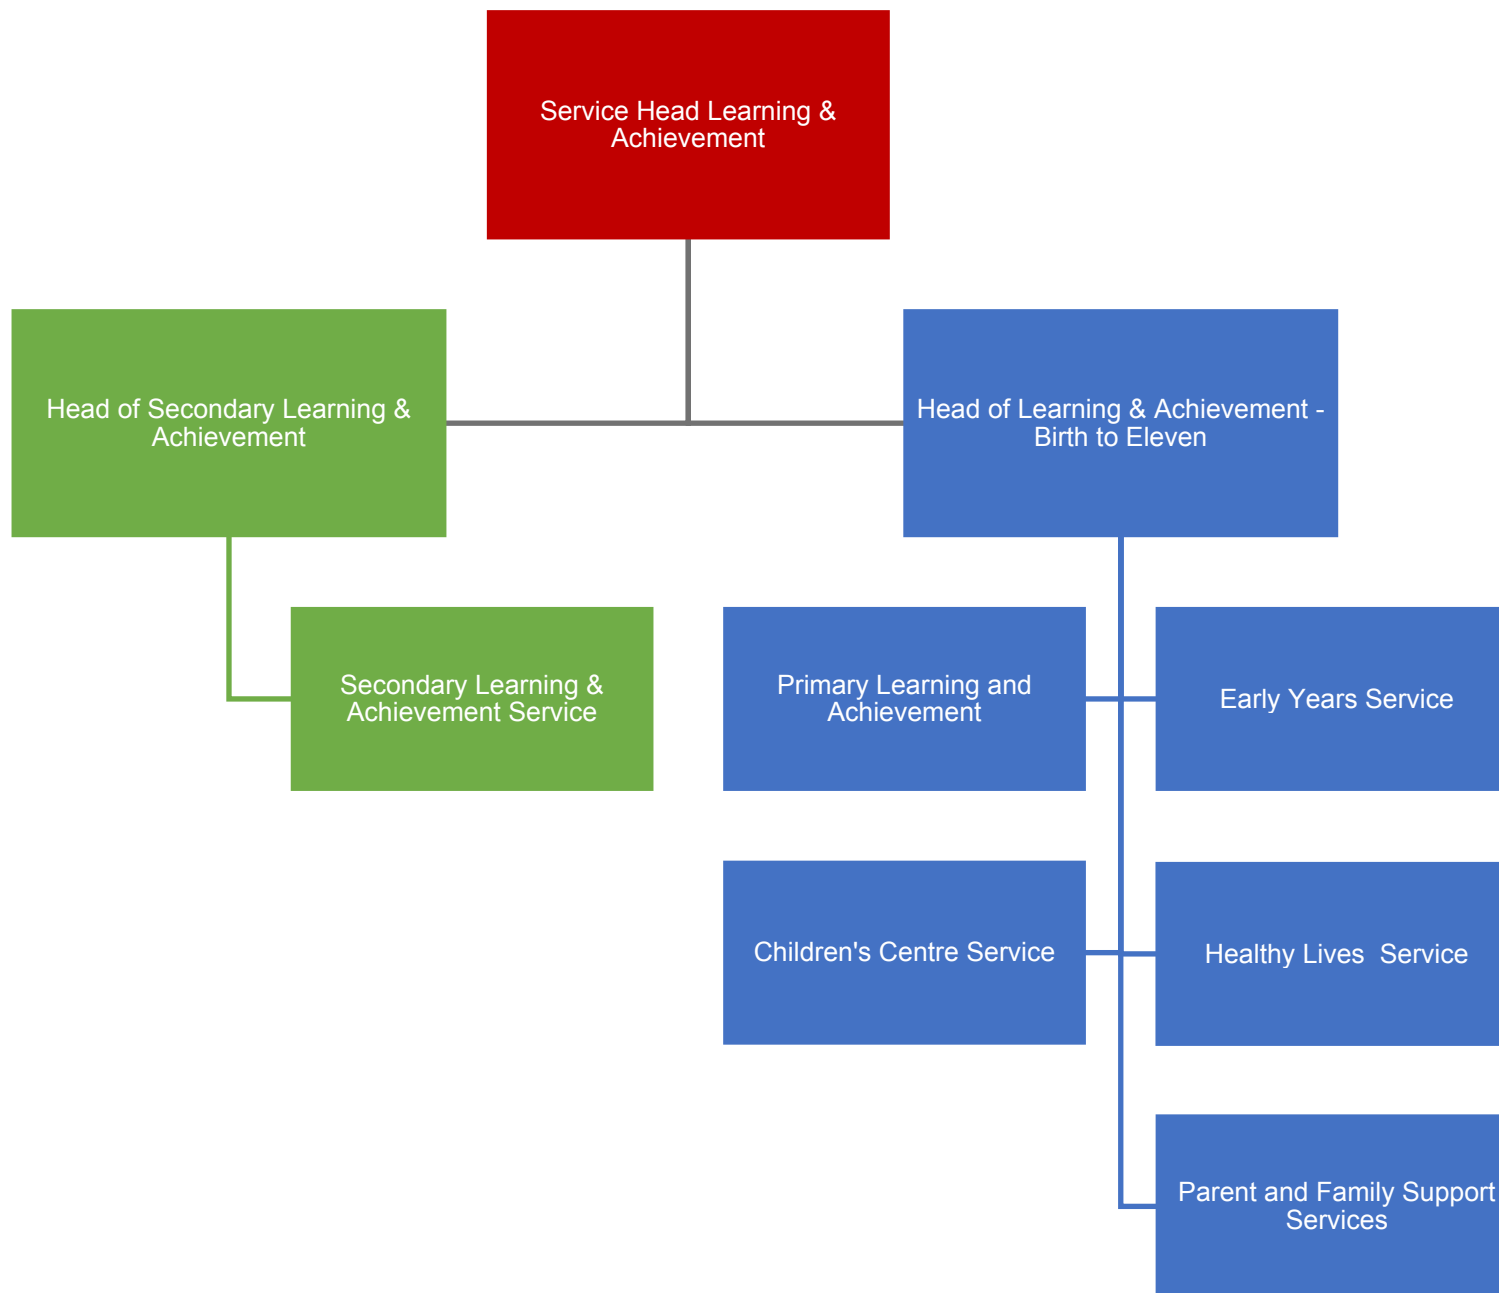 Service Head Learning &
Achievement
Head of Secondary Learning &
Achievement
Head of Learning & Achievement -
Birth to Eleven
Secondary Learning &
Achievement Service
Primary Learning and
Achievement
Early Years Service
Children's Centre Service
Healthy Lives  Service
Parent and Family Support
Services